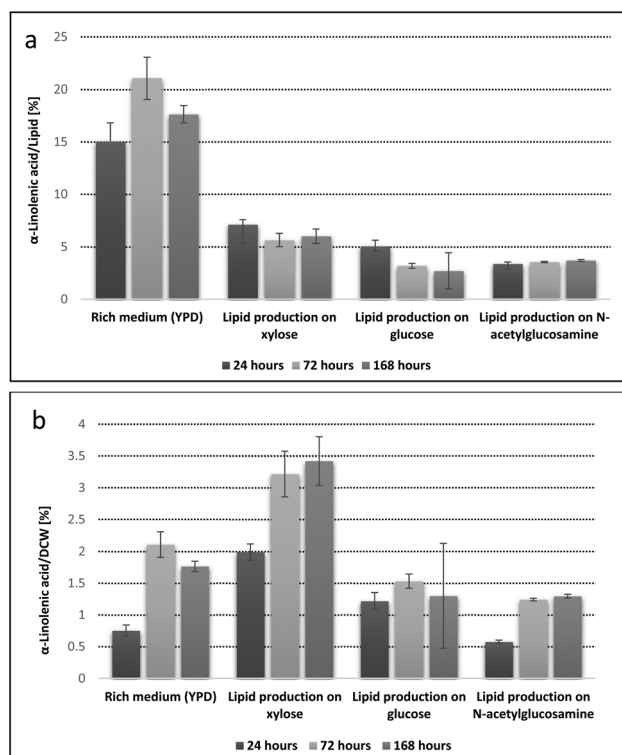 a
α-Linolenic acid/Lipid [%]
25
20
15
10
5
0
Rich medium (YPD)
Lipid production on
xylose
Lipid production on
glucose
Lipid production on N-
acetylglucosamine
24 hours 72 hours 168 hours
b
α-Linolenic acid/DCW [%]
4
3.5
3
2.5
2
1.5
1
0.5
0
Rich medium (YPD)
Lipid production on
xylose
Lipid production on
glucose
Lipid production on
N-acetylglucosamine
24 hours 72 hours 168 hours